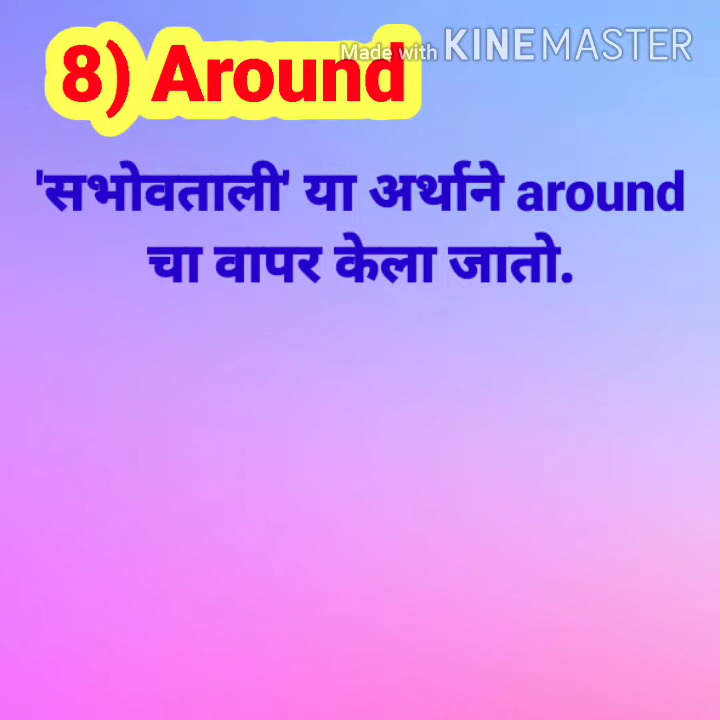 8) Around
Made with KINEMASTER
'सभोवताली' या अर्थाने around
चा वापर केला जातो.